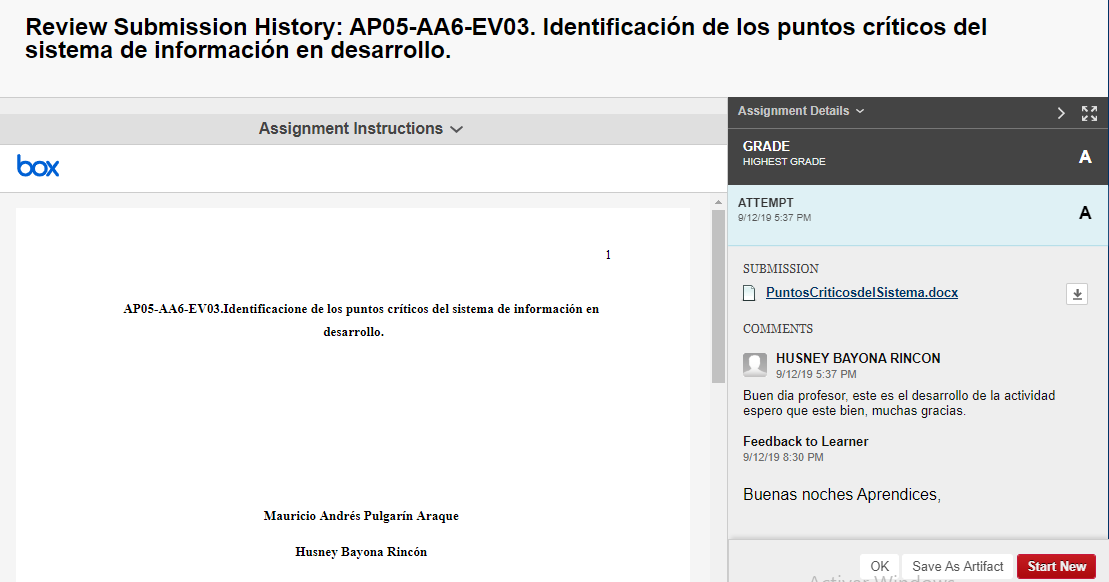 Review Submission History: AP05-AA6-EV03. Identificación de los puntos críticos del
sistema de información en desarrollo.
Assignment Instructions
box
1
AP05-AA6-EV03.Identificacione de los puntos críticos del sistema de información en
desarrollo.
Mauricio Andrés Pulgarín Araque
Husney Bayona Rincón
Assignment Details
GRADE
HIGHEST GRADE
A
ATTEMPT
9/12/19 5:37 PM
A
SUBMISSION
PuntosCriticosdelSistema.docx
COMMENTS
HUSNEY BAYONA RINCON
9/12/19 5:37 PM
Buen dia profesor, este es el desarrollo de la actividad
espero que este bien, muchas gracias.
Feedback to Learner
9/12/19 8:30 PM
Buenas noches Aprendices,
OK
Save As Artifact
Start New
Activar Windows